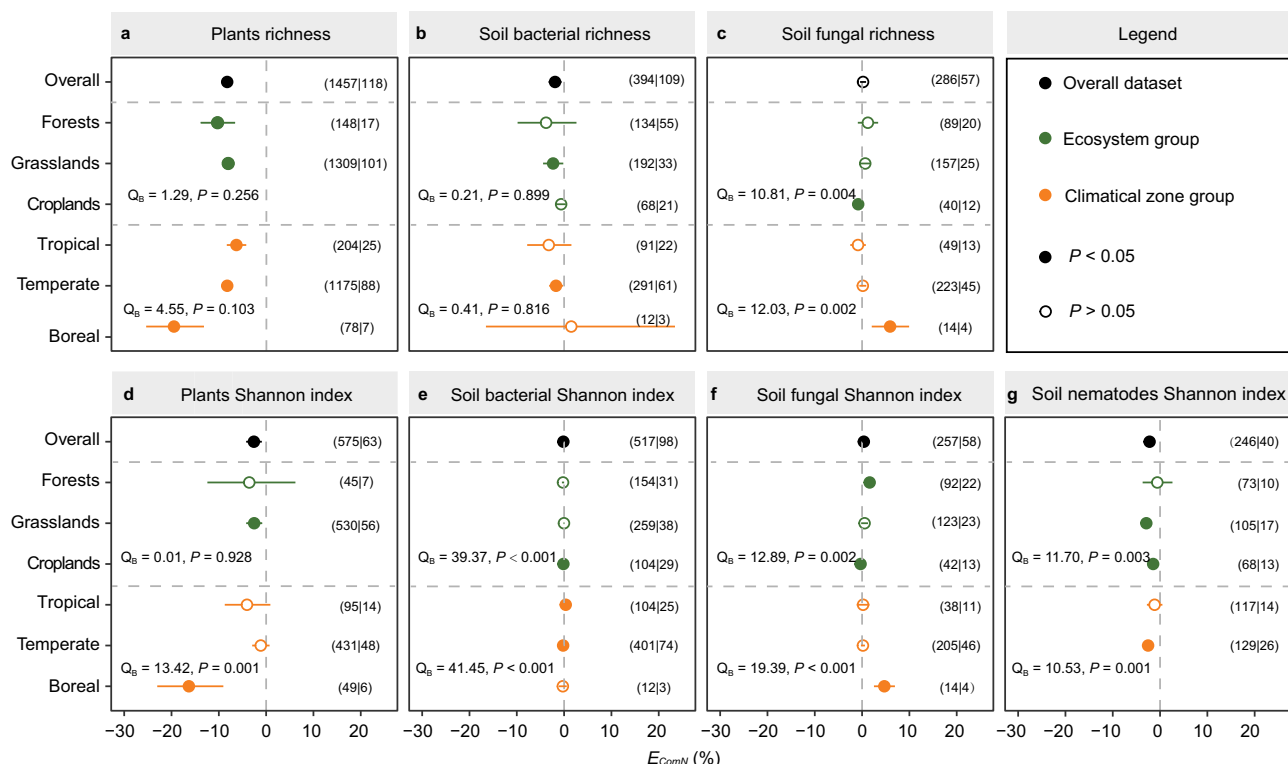 a Plants richness
b Soil bacterial richness
c Soil fungal richness
Legend
Overall
Forests
Grasslands
Croplands
Tropical
Temperate
Boreal
(1457|118)
(148|17)
(1309|101)
Q_B = 1.29, P = 0.256
(204|25)
(1175|88)
Q_B = 4.55, P = 0.103
(78|7)
−30 −20 −10 0 10 20
(394|109)
(134|55)
(192|33)
Q_B = 0.21, P = 0.899
(68|21)
(91|22)
(291|61)
Q_B = 0.41, P = 0.816
(12|3)
(286|57)
(89|20)
(157|25)
Q_B = 10.81, P = 0.004
(40|12)
(49|13)
(223|45)
Q_B = 12.03, P = 0.002
(14|4)
Overall dataset
Ecosystem group
Climatical zone group
P < 0.05
P > 0.05
d Plants Shannon index
e Soil bacterial Shannon index
f Soil fungal Shannon index
g Soil nematodes Shannon index
Overall
Forests
Grasslands
Croplands
Tropical
Temperate
Boreal
(575|63)
(45|7)
(530|56)
Q_B = 0.01, P = 0.928
(95|14)
(431|48)
Q_B = 13.42, P = 0.001
(49|6)
(517|98)
(154|31)
(259|38)
Q_B = 39.37, P < 0.001
(104|29)
(104|25)
(401|74)
Q_B = 41.45, P < 0.001
(12|3)
(257|58)
(92|22)
(123|23)
Q_B = 12.89, P = 0.002
(42|13)
(38|11)
(205|46)
Q_B = 19.39, P < 0.001
(14|4)
(246|40)
(73|10)
(105|17)
Q_B = 11.70, P = 0.003
(68|13)
(117|14)
(129|26)
Q_B = 10.53, P = 0.001
−30 −20 −10 0 10 20
−30 −20 −10 0 10 20
−30 −20 −10 0 10 20
−30 −20 −10 0 10 20
E_ComN (%)